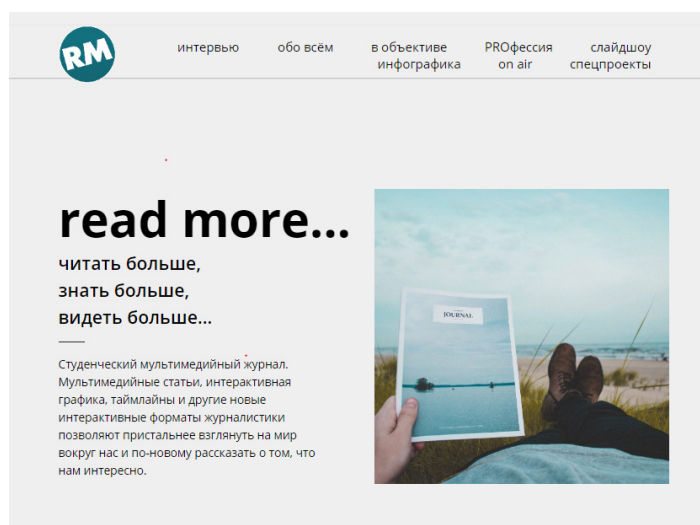 RM
интервью
обо всём
в объективе
PROфессия
слайдшоу
инфографика
on air
спецпроекты
read more...
читать больше,
знать больше,
видеть больше...
Студенческий мультимедийный журнал.
Мультимедийные статьи, интерактивная
графика, таймлайны и другие новые
интерактивные форматы журналистики
позволяют пристальнее взглянуть на мир
вокруг нас и по-новому рассказать о том, что
нам интересно.
JOURNAL